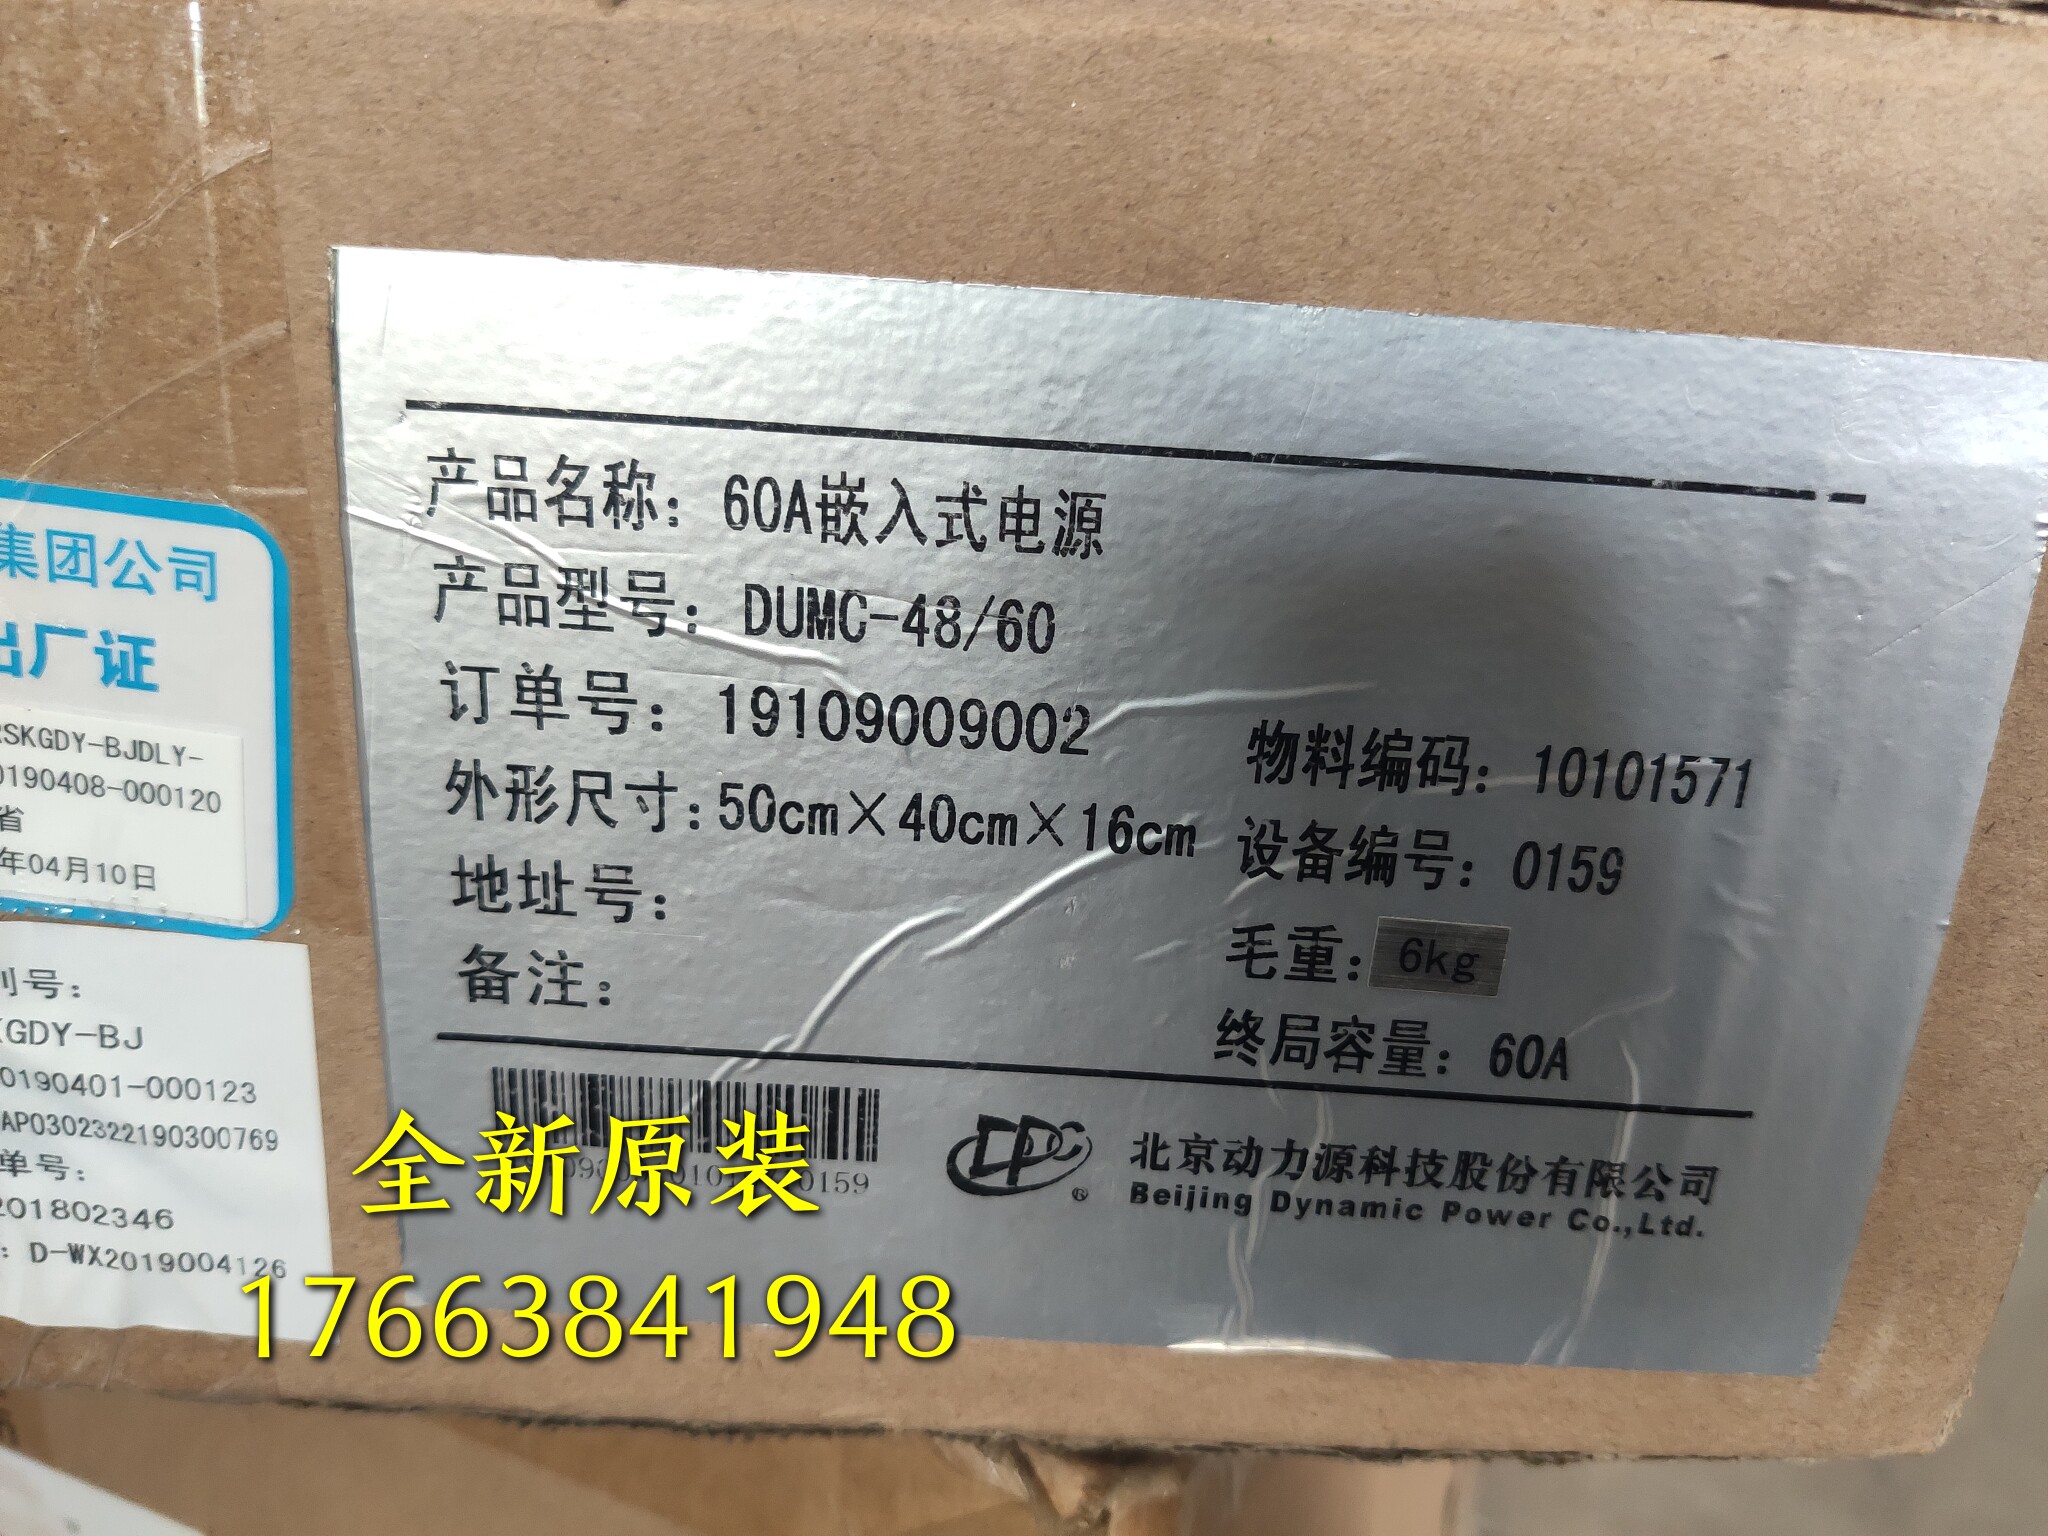 产品名称：60A嵌入式电源
产品型号：DUMC-48/60
订单号：19109009002
外形尺寸：50cm×40cm×16cm
地址号：
备注：
物料编码：10101571
设备编号：0159
毛重：6kg
终局容量：60A
北京动力源科技股份有限公司
Beijing Dynamic Power Co.,Ltd.
®
集团公司
出厂证
SKGDY-BJDLY-
0190408-000120
省
年04月10日
号：
GDY-BJ
0190401-000123
AP0302322190300769
单号：
201802346
：D-WX2019004126
全新原装
17663841948